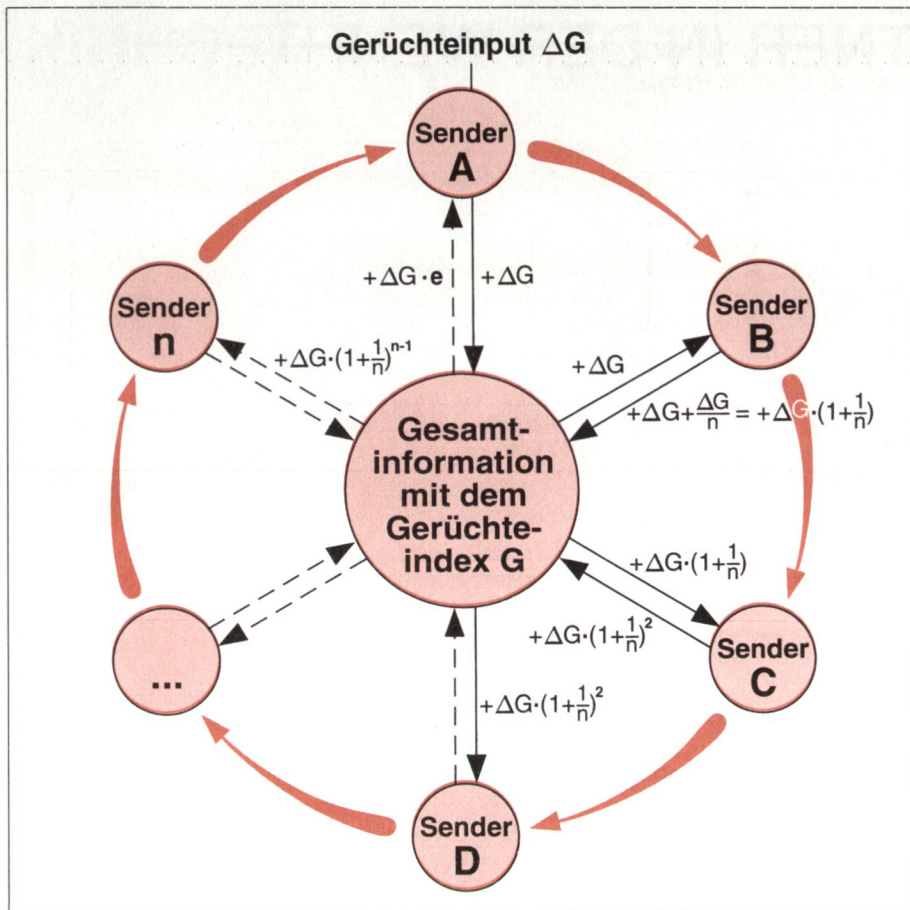 Gerüchteinput ΔG
Sender
A
+ΔG·e
+ΔG
Sender
n
+ΔG·(1+1/n)ⁿ⁻¹
Sender
B
+ΔG
+ΔG+ΔG/n = +ΔG·(1+1/n)
Gesamt-
information
mit dem
Gerüchte-
index G
+ΔG·(1+1/n)
+ΔG·(1+1/n)²
Sender
C
...
+ΔG·(1+1/n)²
Sender
D